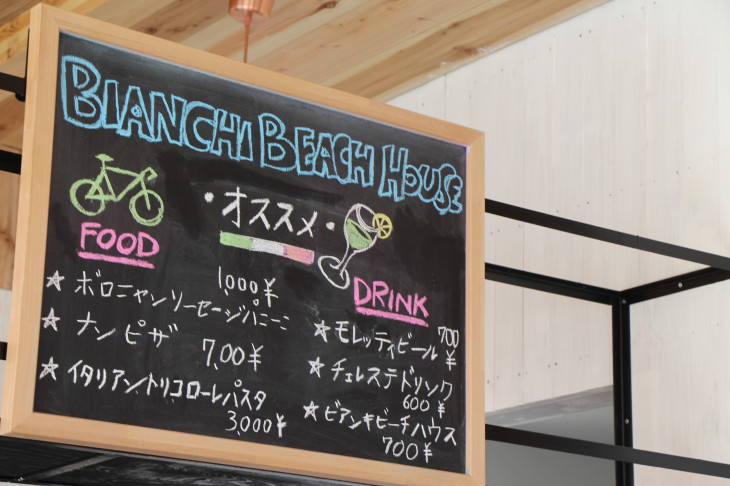 BIANCHI BEACH HOUSE
・オススメ・
FOOD
1,000¥
☆ボロニャソーセージパニーニ
☆ナンピザ
7,00¥
☆イタリアントリコローレパスタ
3,000¥
DRINK
☆モレッティビール 700¥
☆チェレステドリンク
600¥
☆ビアンキビーチハウス
700¥